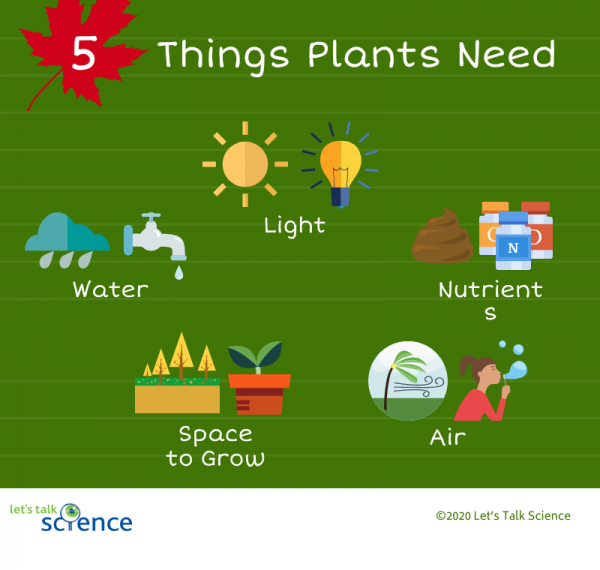 5 Things Plants Need
Light
Water
Nutrient
s
C N O
Space
to Grow
Air
let's talk
science
©2020 Let's Talk Science